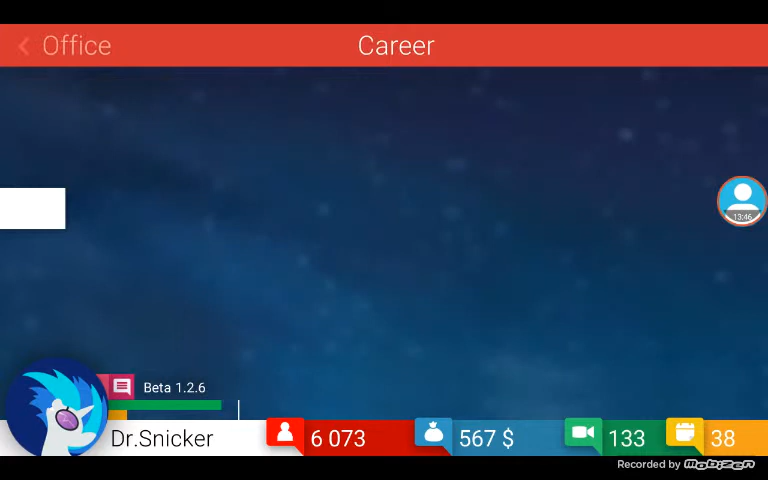 Office
Career
13:46
Beta 1.2.6
Dr.Snicker
6 073
567 $
133
38
Recorded by MOBIZEN